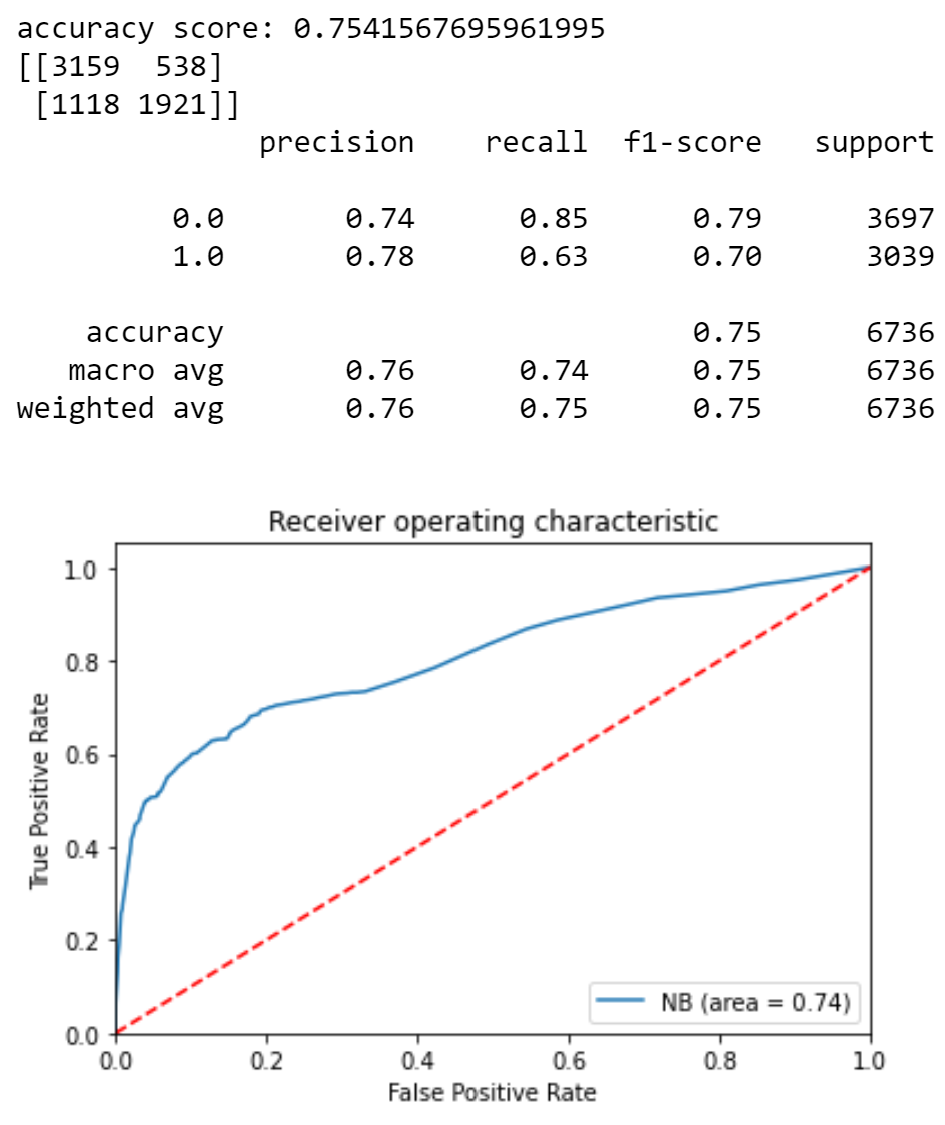 accuracy score: 0.7541567695961995
[[3159 538]
[1118 1921]]
precision recall f1-score support
0.0 0.74 0.85 0.79 3697
1.0 0.78 0.63 0.70 3039
accuracy 0.75 6736
macro avg 0.76 0.74 0.75 6736
weighted avg 0.76 0.75 0.75 6736
Receiver operating characteristic
1.0
0.8
0.6
0.4
0.2
0.0
True Positive Rate
NB (area = 0.74)
0.0 0.2 0.4 0.6 0.8 1.0
False Positive Rate